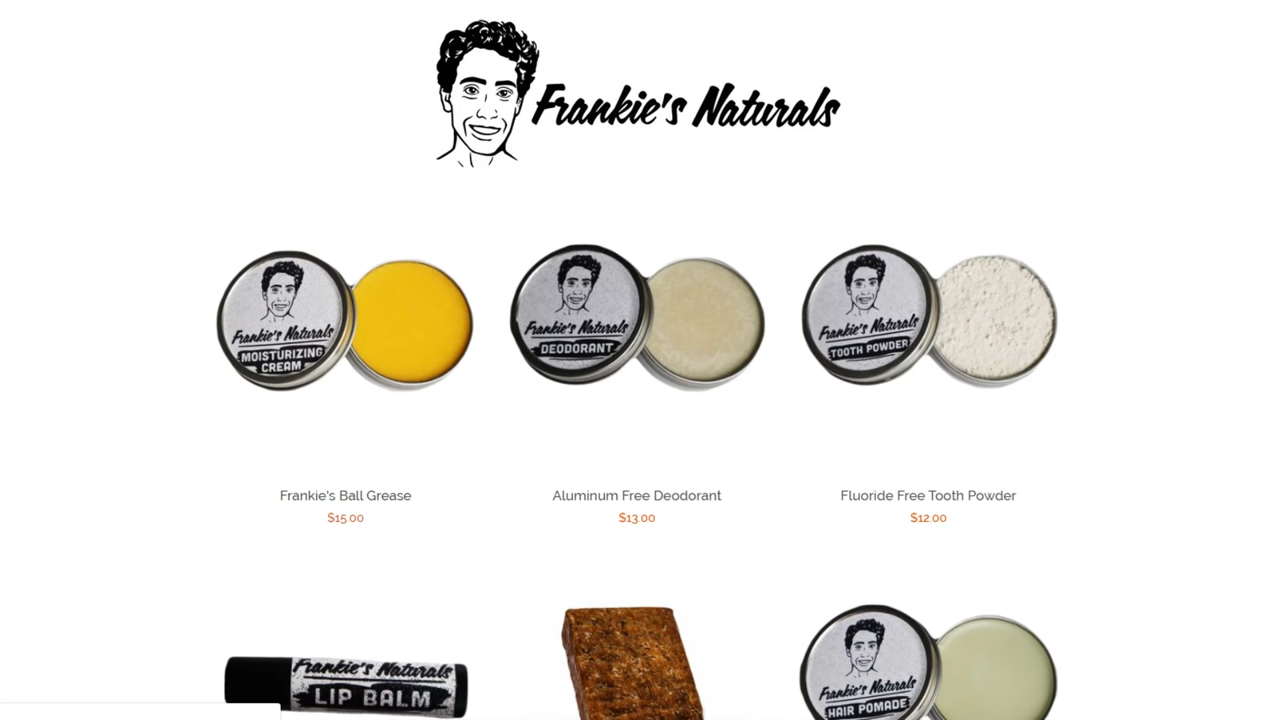 Frankie's Naturals
Frankie's Naturals
MOISTURIZING
CREAM
Frankie's Naturals
DEODORANT
Frankie's Naturals
TOOTH POWDER
Frankie's Ball Grease
$15.00
Aluminum Free Deodorant
$13.00
Fluoride Free Tooth Powder
$12.00
Frankie's Naturals
LIP BALM
Frankie's Naturals
HAIR POMADE